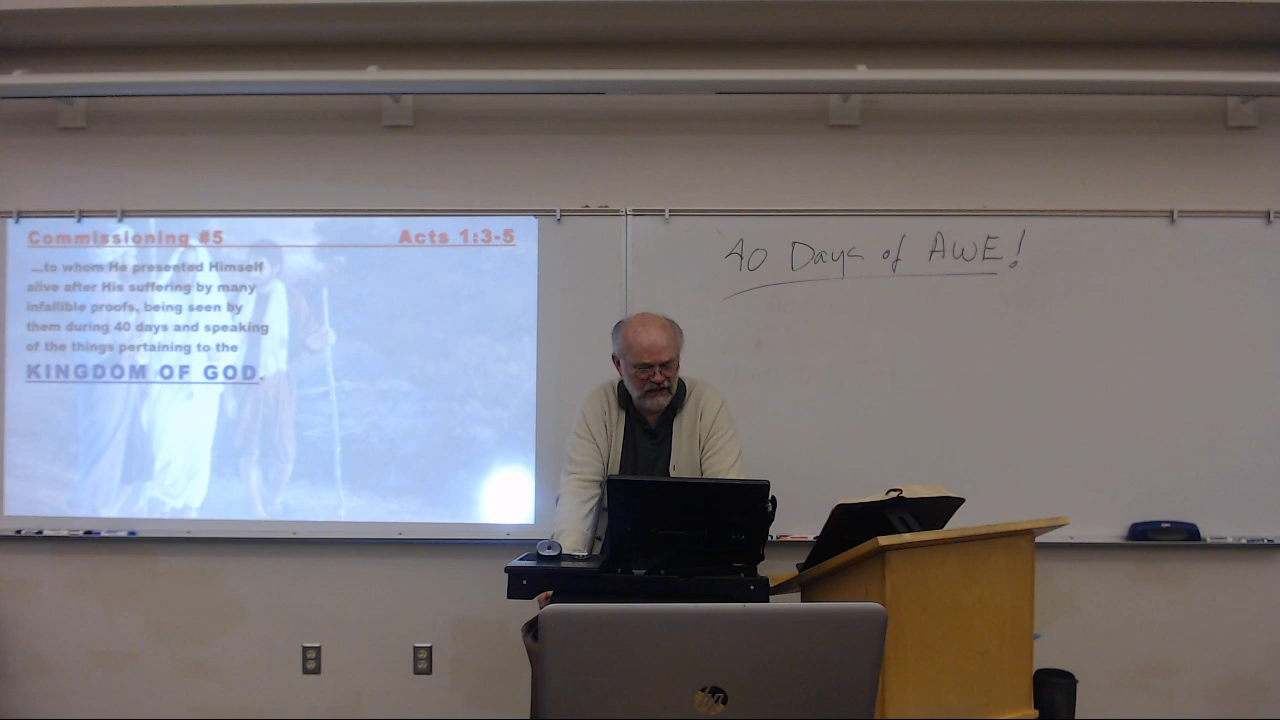 Commissioning #5 Acts 1:3-5
...to whom He presented Himself
alive after His suffering by many
infallible proofs, being seen by
them during 40 days and speaking
of the things pertaining to the
KINGDOM OF GOD.
40 Days of AWE!
hp